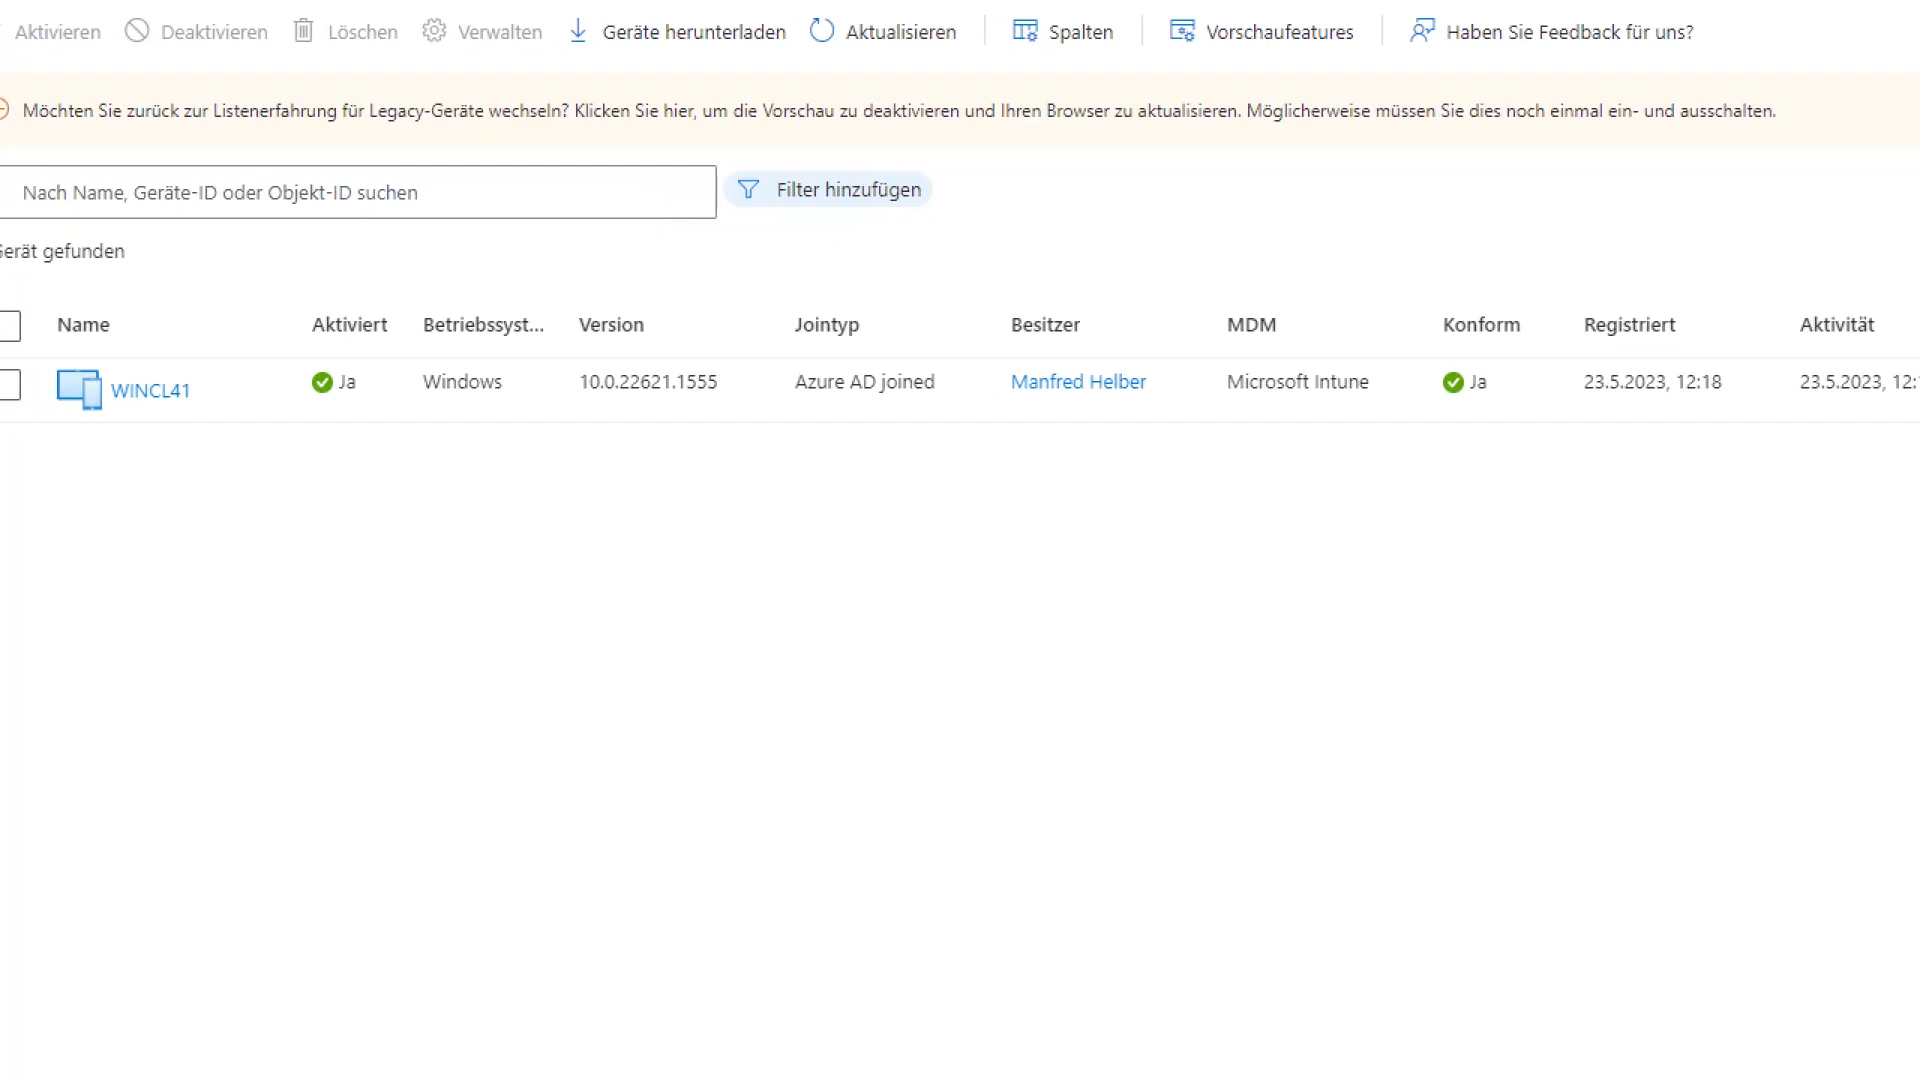 Aktivieren Deaktivieren Löschen Verwalten Geräte herunterladen Aktualisieren Spalten Vorschaufeatures Haben Sie Feedback für uns?
Möchten Sie zurück zur Listenerfahrung für Legacy-Geräte wechseln? Klicken Sie hier, um die Vorschau zu deaktivieren und Ihren Browser zu aktualisieren. Möglicherweise müssen Sie dies noch einmal ein- und ausschalten.
Nach Name, Geräte-ID oder Objekt-ID suchen Filter hinzufügen
gefunden
Name Aktiviert Betriebssyst... Version Jointyp Besitzer MDM Konform Registriert Aktivität
WINCL41 Ja Windows 10.0.22621.1555 Azure AD joined Manfred Helber Microsoft Intune Ja 23.5.2023, 12:18 23.5.2023,